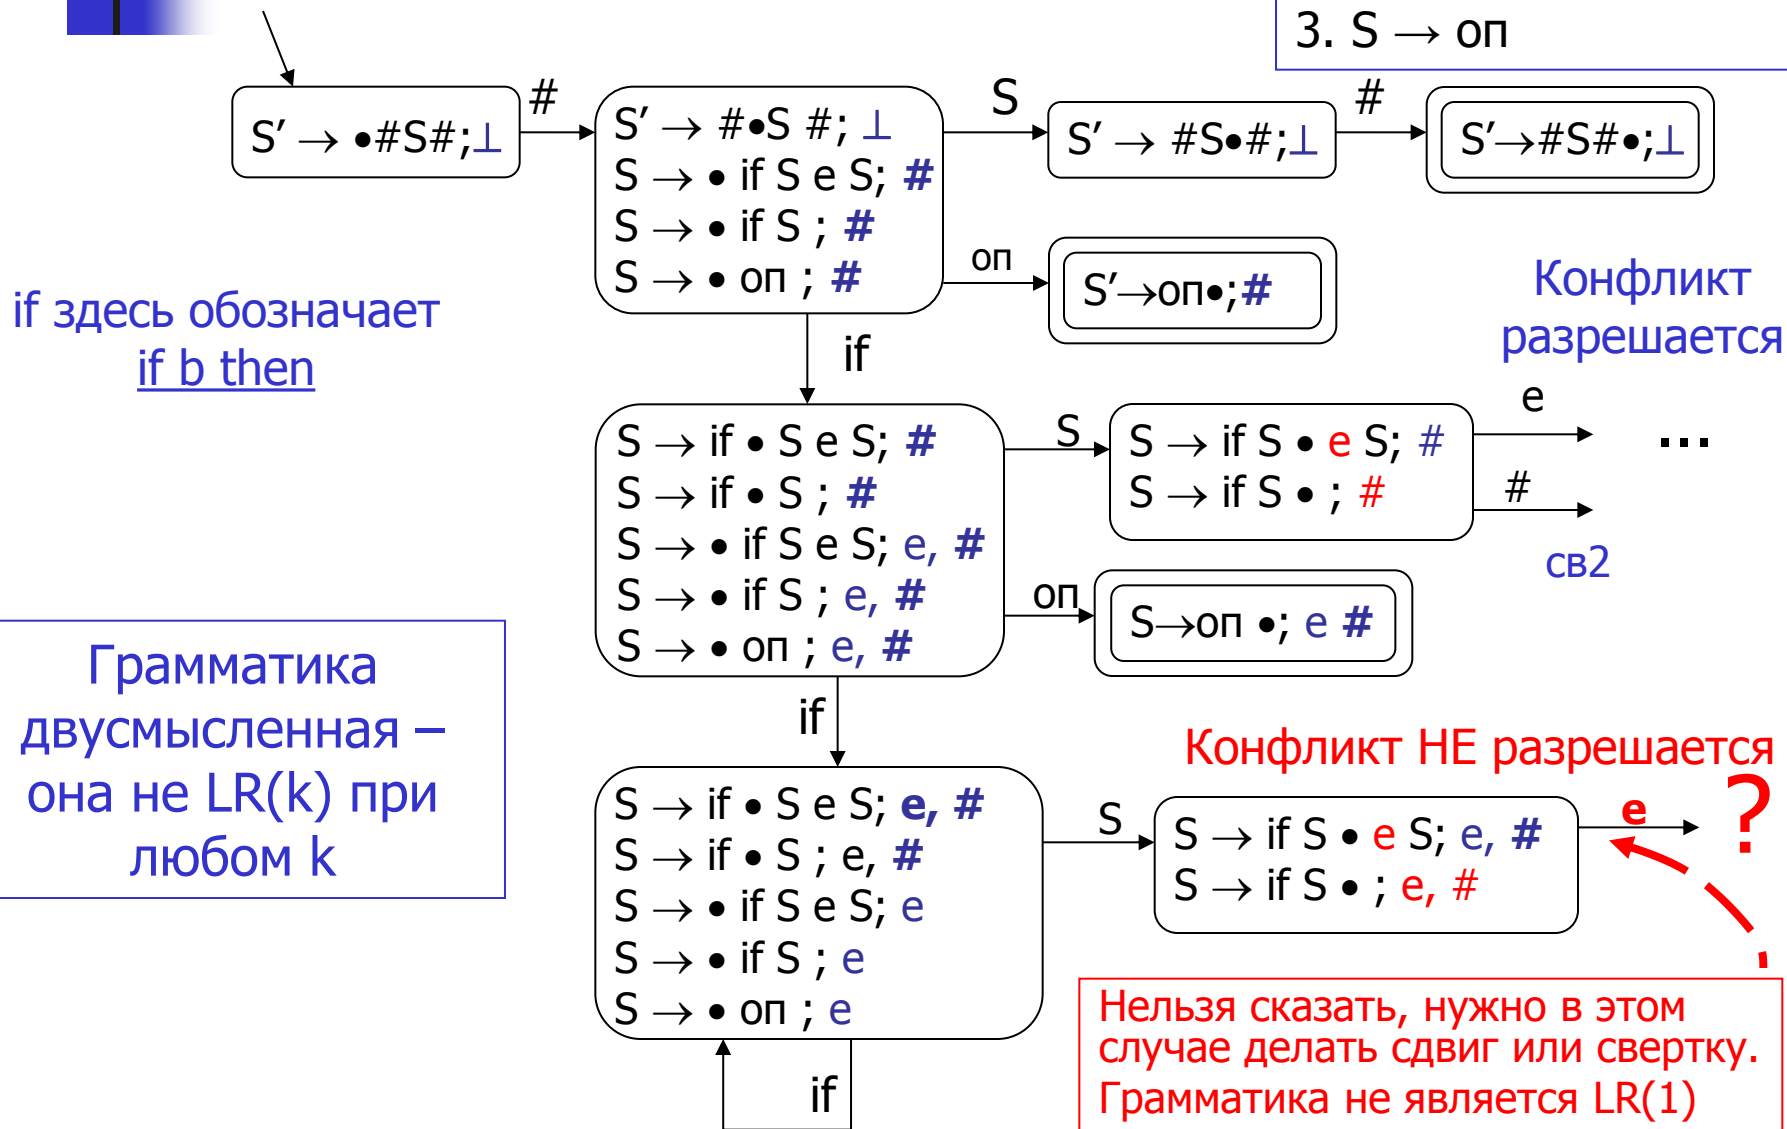 3. S → оп
S′ → •#S#;⊥
#
S′ → #•S #; ⊥
S → • if S e S; #
S → • if S ; #
S → • оп ; #
S
S′ → #S•#;⊥
#
S′→#S#•;⊥
оп
S′→оп•;#
Конфликт
разрешается
if здесь обозначает
if b then
if
S → if • S e S; #
S → if • S ; #
S → • if S e S; e, #
S → • if S ; e, #
S → • оп ; e, #
S
S → if S • e S; #
S → if S • ; #
e
...
#
св2
оп
S→оп •; e #
Грамматика
двусмысленная –
она не LR(k) при
любом k
if
Конфликт НЕ разрешается
S → if • S e S; e, #
S → if • S ; e, #
S → • if S e S; e
S → • if S ; e
S → • оп ; e
S
S → if S • e S; e, #
S → if S • ; e, #
e
?
if
Нельзя сказать, нужно в этом
случае делать сдвиг или свертку.
Грамматика не является LR(1)